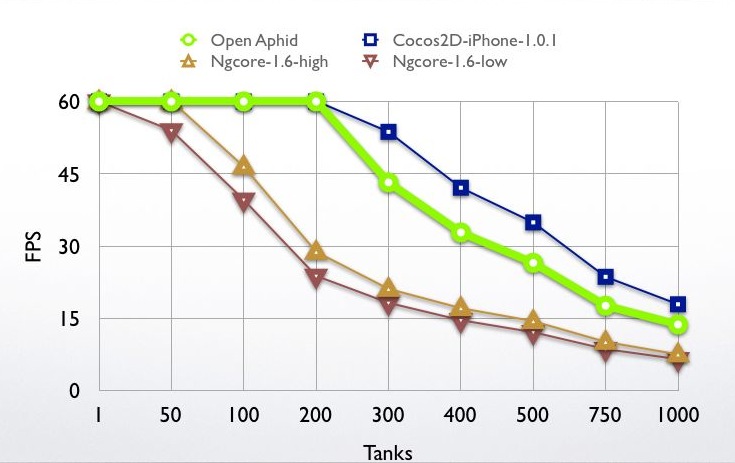 Open Aphid Cocos2D-iPhone-1.0.1
Ngcore-1.6-high Ngcore-1.6-low
60
45
30
15
0
FPS
1 50 100 200 300 400 500 750 1000
Tanks